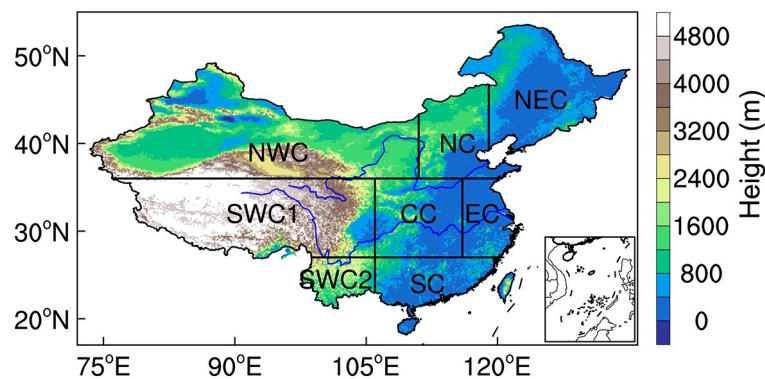 50°N
40°N
30°N
20°N
75°E 90°E 105°E 120°E
NEC
NC
NWC
SWC1
CC EC
SWC2
SC
4800
4000
3200
2400
1600
800
0
Height (m)